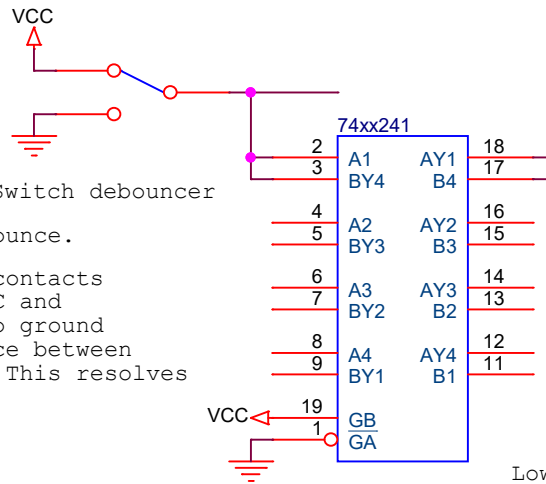 VCC
74xx241
2 A1 AY1 18
3 BY4 B4 17
Switch debouncer
4 A2 AY2 16
ounce.
5 BY3 B3 15
contacts
6 A3 AY3 14
C and
7 BY2 B2 13
o ground
8 A4 AY4 12
ce between
9 BY1 B1 11
This resolves
VCC 19 GB
1 GA
Low